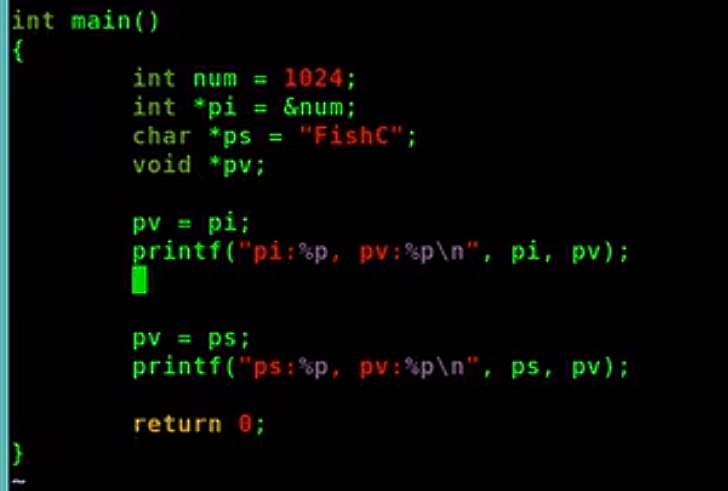 int main()
{
        int num = 1024;
        int *pi = &num;
        char *ps = "FishC";
        void *pv;

        pv = pi;
        printf("pi:%p, pv:%p\n", pi, pv);

        pv = ps;
        printf("ps:%p, pv:%p\n", ps, pv);

        return 0;
}
~